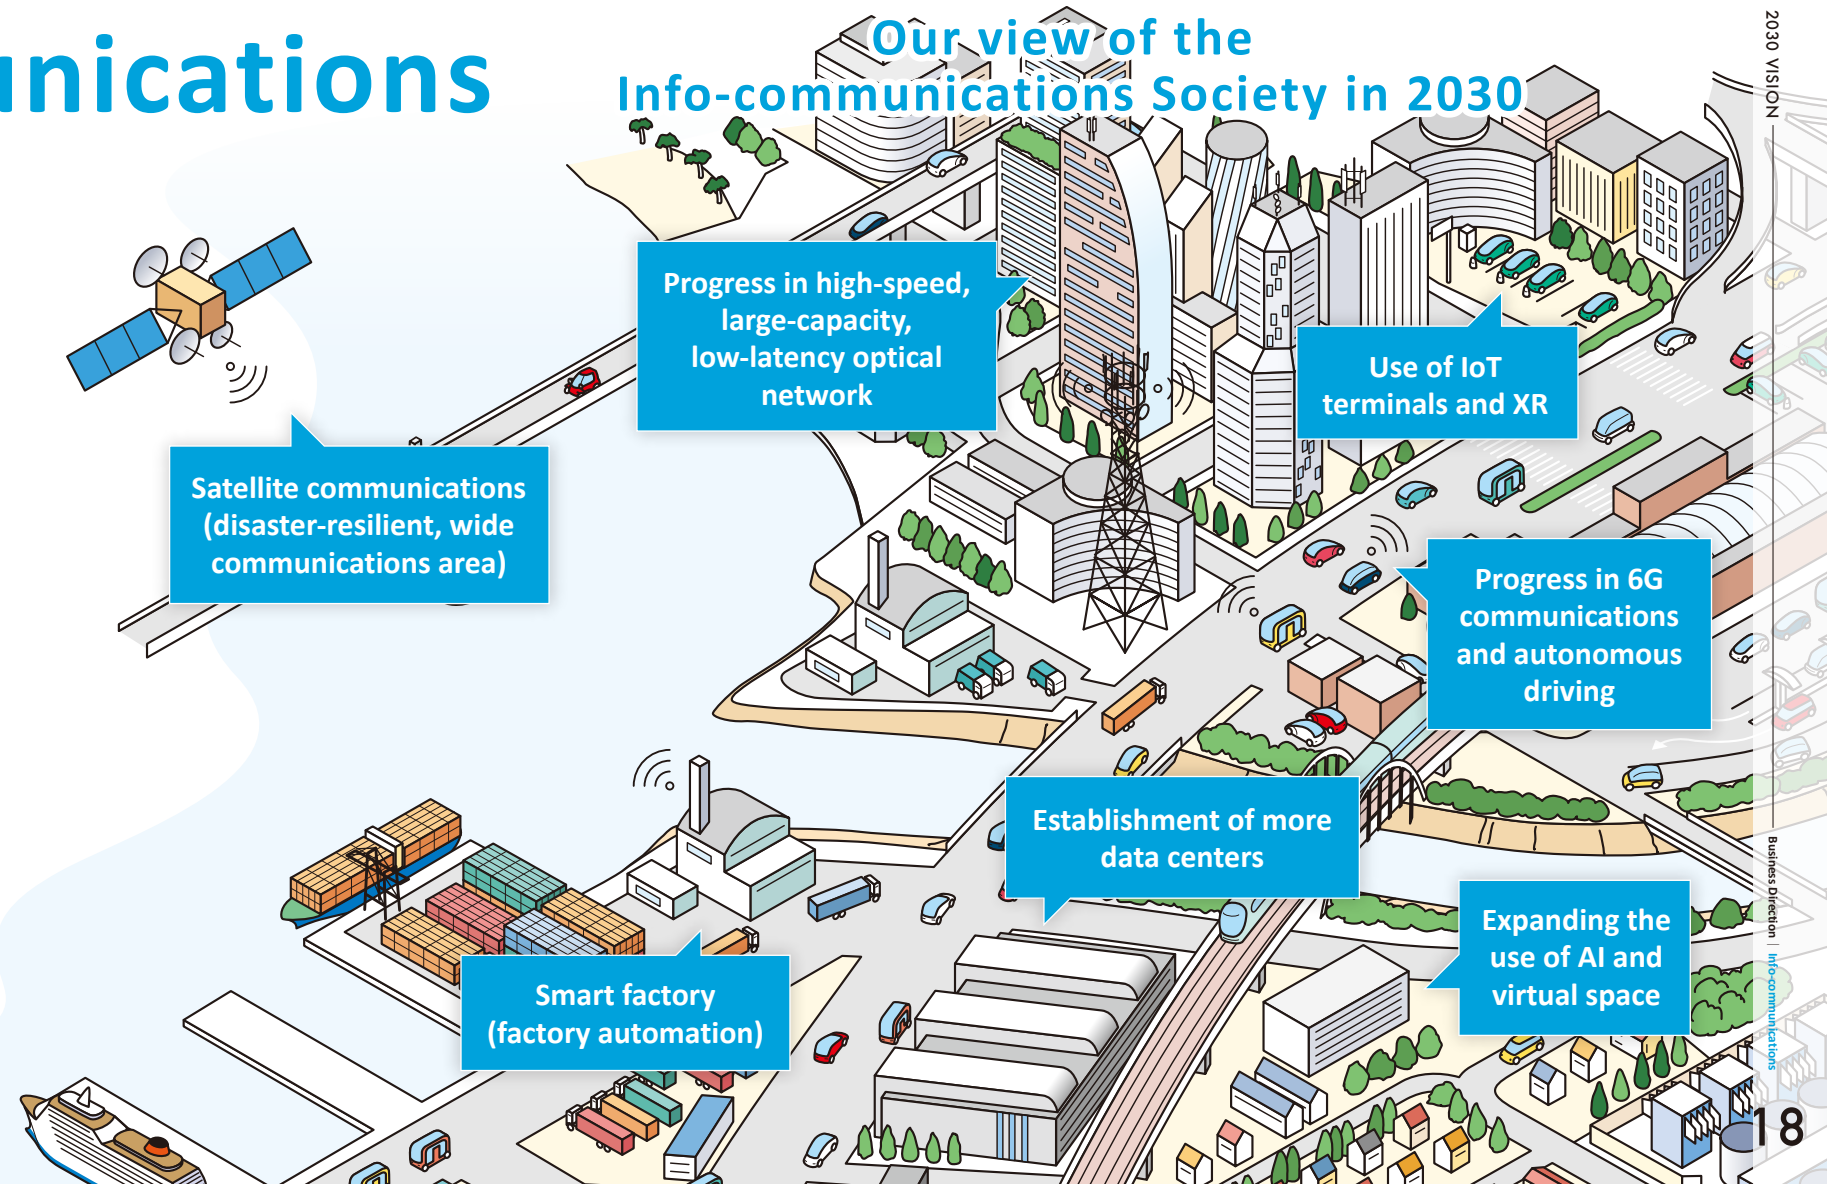 unications
Our view of the
Info-communications Society in 2030
2030 VISION
Progress in high-speed,
large-capacity,
low-latency optical
network
Use of IoT
terminals and XR
Satellite communications
(disaster-resilient, wide
communications area)
Progress in 6G
communications
and autonomous
driving
Establishment of more
data centers
Expanding the
use of AI and
virtual space
Smart factory
(factory automation)
Business Direction | Info-communications
18